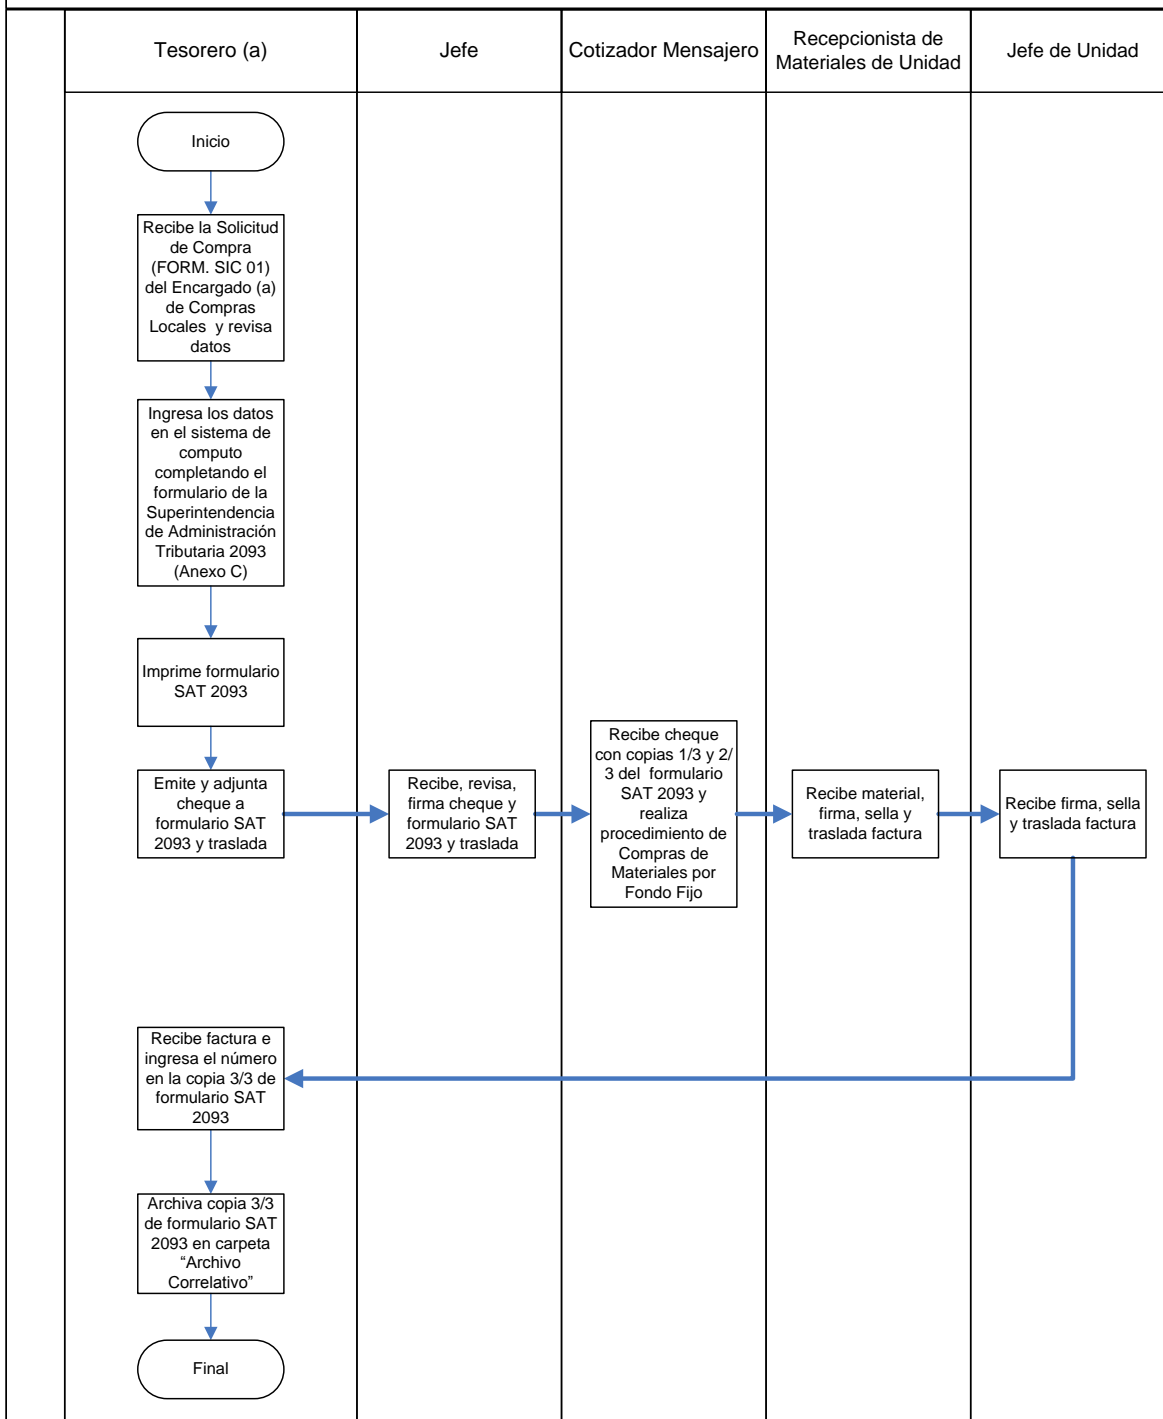 Tesorero (a)
Jefe
Cotizador Mensajero
Recepcionista de
Materiales de Unidad
Jefe de Unidad
Inicio
Recibe la Solicitud
de Compra
(FORM. SIC 01)
del Encargado (a)
de Compras
Locales y revisa
datos
Ingresa los datos
en el sistema de
computo
completando el
formulario de la
Superintendencia
de Administración
Tributaria 2093
(Anexo C)
Imprime formulario
SAT 2093
Emite y adjunta
cheque a
formulario SAT
2093 y traslada
Recibe, revisa,
firma cheque y
formulario SAT
2093 y traslada
Recibe cheque
con copias 1/3 y 2/
3 del formulario
SAT 2093 y
realiza
procedimiento de
Compras de
Materiales por
Fondo Fijo
Recibe material,
firma, sella y
traslada factura
Recibe firma, sella
y traslada factura
Recibe factura e
ingresa el número
en la copia 3/3 de
formulario SAT
2093
Archiva copia 3/3
de formulario SAT
2093 en carpeta
“Archivo
Correlativo”
Final